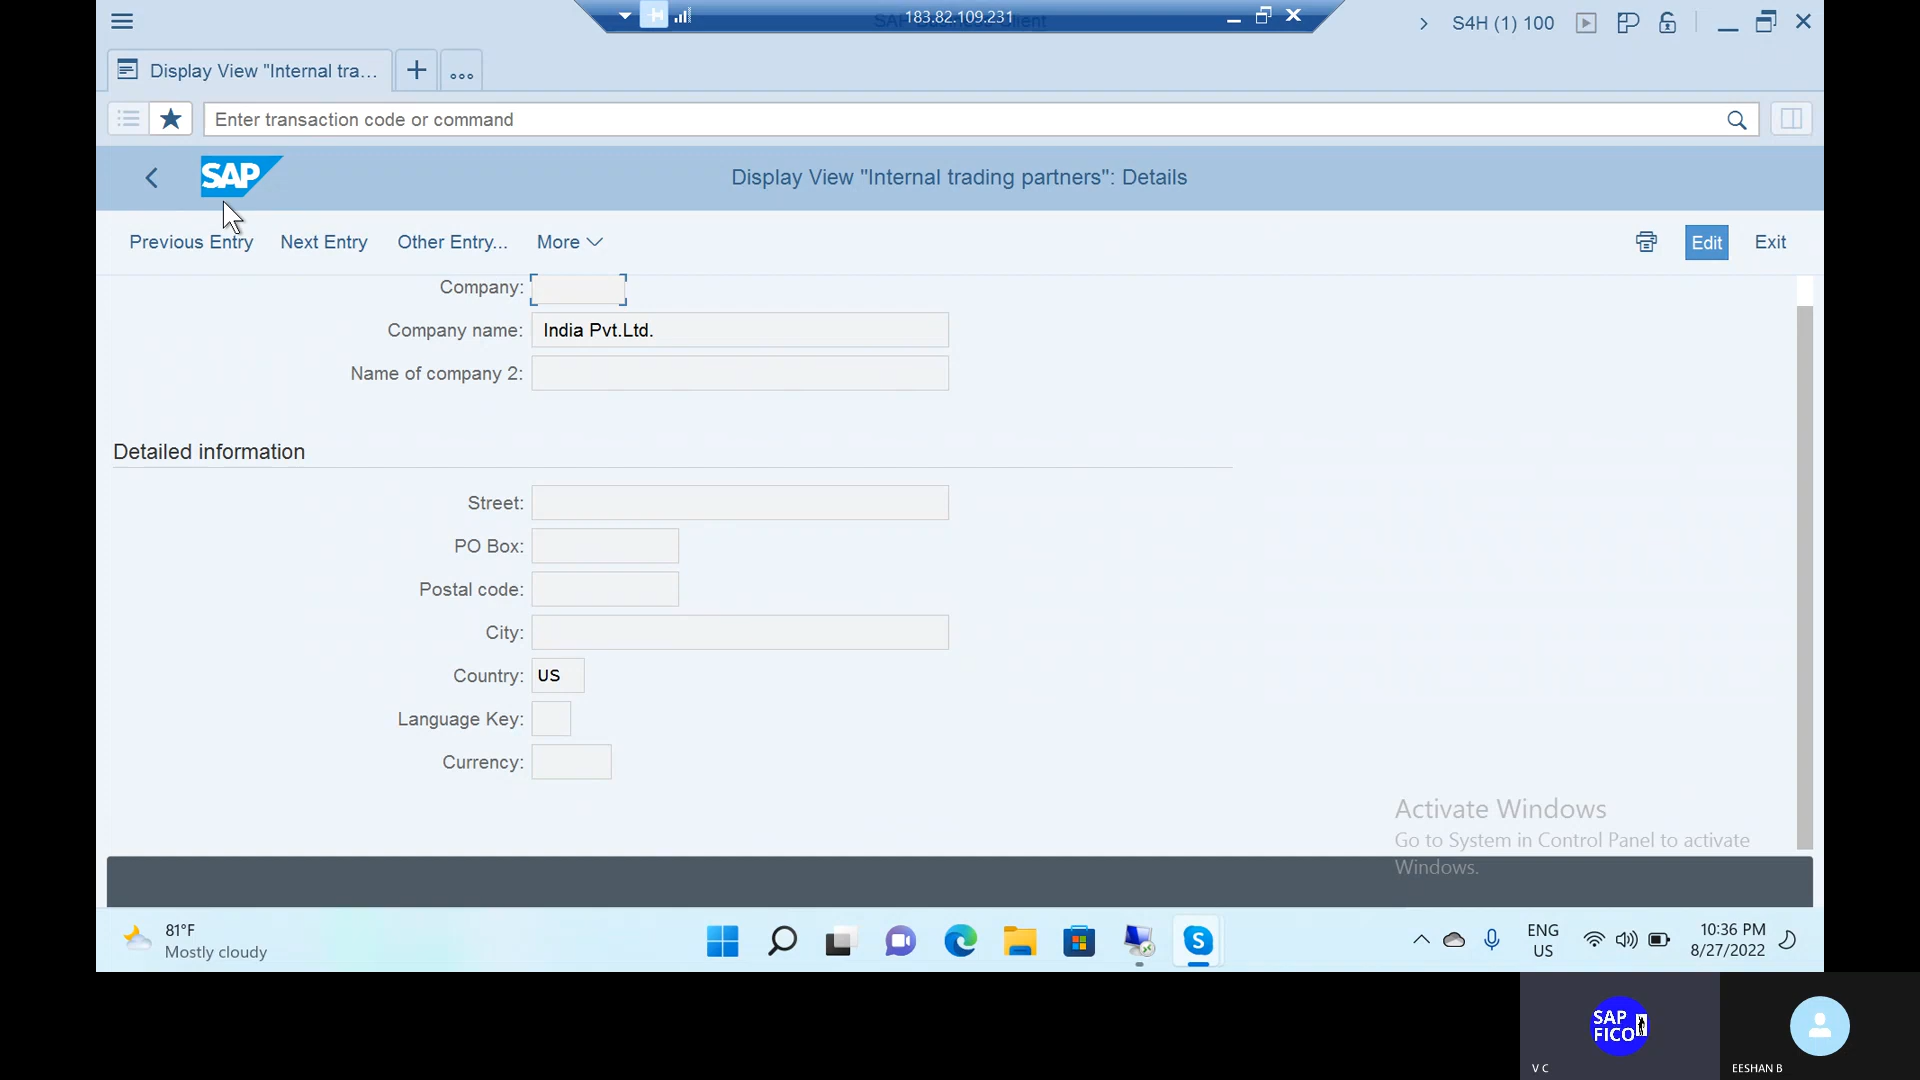 183.82.109.231
S4H (1) 100
Display View "Internal tra...
Enter transaction code or command
SAP
Display View "Internal trading partners": Details
Previous Entry
Next Entry
Other Entry...
More
Edit
Exit
Company:
Company name: India Pvt.Ltd.
Name of company 2:
Detailed information
Street:
PO Box:
Postal code:
City:
Country: US
Language Key:
Currency:
Activate Windows
Go to System in Control Panel to activate
Windows.
81°F
Mostly cloudy
ENG
US
10:36 PM
8/27/2022
SAP
FICO
V C
EESHAN B